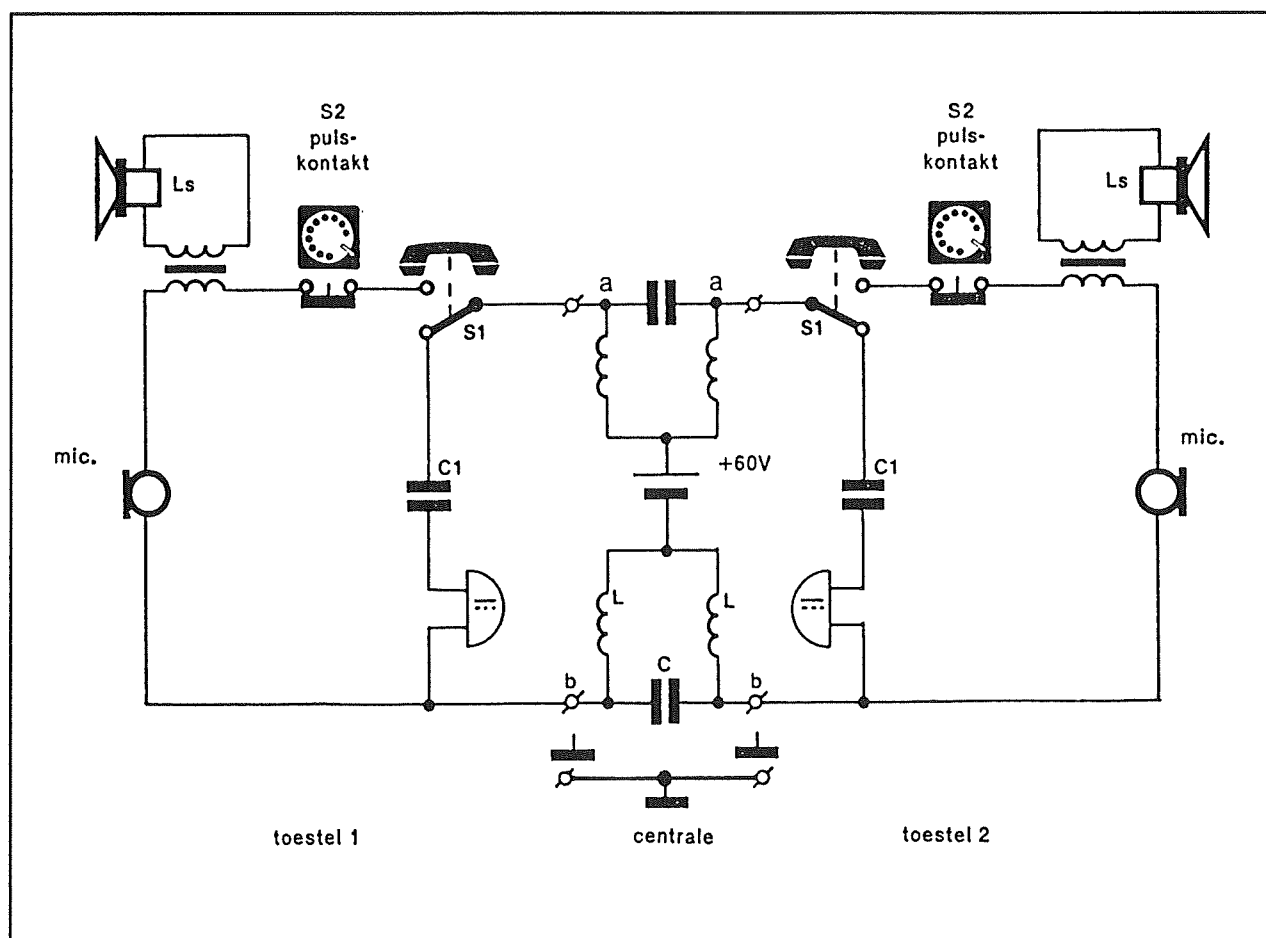 S2
puls-
kontakt
S2
puls-
kontakt
Ls
Ls
a
a
S1
S1
mic.
C1
+60V
C1
mic.
L
L
C
b
b
toestel 1
centrale
toestel 2